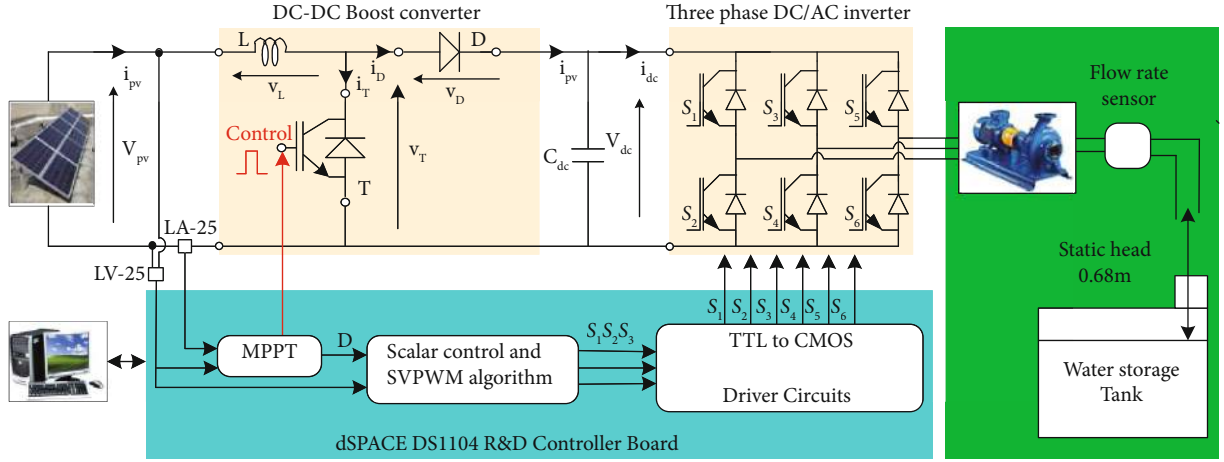 DC-DC Boost converter
Three phase DC/AC inverter
i_pv
L
v_L
i_D
D
v_D
i_T
i_pv
i_dc
V_pv
Control
v_T
T
C_dc
V_dc
S_1
S_3
S_5
S_2
S_4
S_6
Flow rate
sensor
LA-25
LV-25
Static head
0.68m
S_1 S_2 S_3 S_4 S_5 S_6
MPPT
D
Scalar control and
SVPWM algorithm
S_1S_2S_3
TTL to CMOS
Driver Circuits
Water storage
Tank
dSPACE DS1104 R&D Controller Board